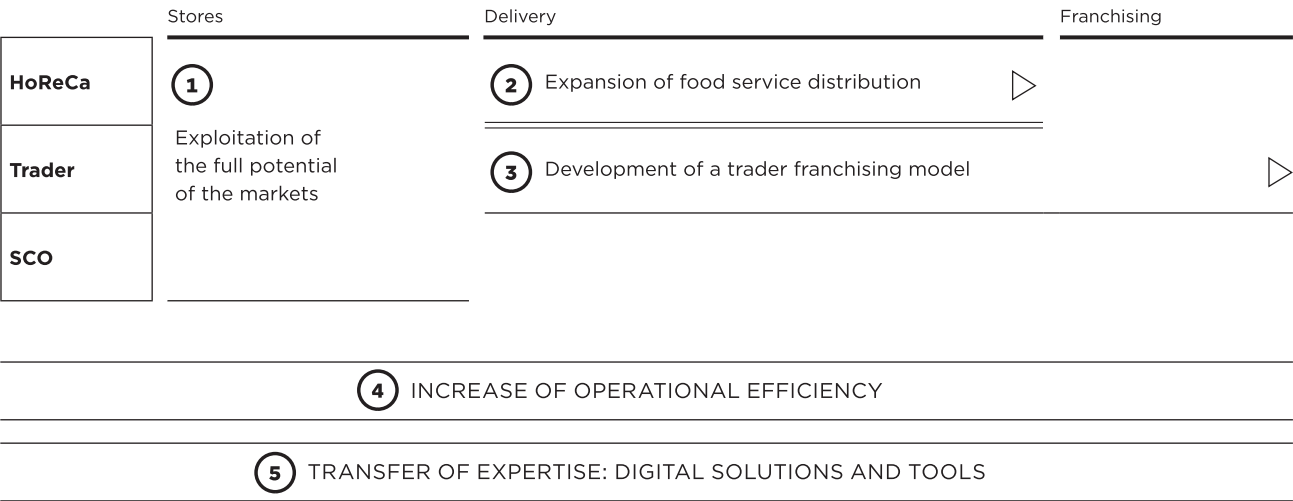 Stores
Delivery
Franchising
HoReCa
1
2 Expansion of food service distribution
Exploitation of
the full potential
of the markets
Trader
3 Development of a trader franchising model
SCO
4 INCREASE OF OPERATIONAL EFFICIENCY
5 TRANSFER OF EXPERTISE: DIGITAL SOLUTIONS AND TOOLS